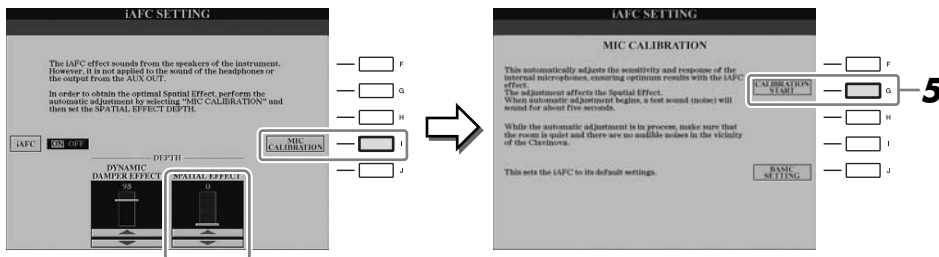 iAFC SETTING
The iAFC effect sounds from the speakers of the instrument.
However, it is not applied to the sound of the headphones or
the output from the AUX OUT.
In order to obtain the optimal Spatial Effect, perform the
automatic adjustment by selecting "MIC CALIBRATION" and
then set the SPATIAL EFFECT DEPTH.
iAFC
ON OFF
MIC
CALIBRATION
DEPTH
DYNAMIC
DAMPER EFFECT
98
SPATIAL EFFECT
0
F
G
H
I
J
iAFC SETTING
MIC CALIBRATION
This automatically adjusts the sensitivity and response of the
internal microphones, ensuring optimum results with the iAFC
effect.
The adjustment affects the Spatial Effect.
When automatic adjustment begins, a test sound (noise) will
sound for about five seconds.
While the automatic adjustment is in process, make sure that
the room is quiet and there are no audible noises in the vicinity
of the Clavinova.
This sets the iAFC to its default settings.
CALIBRATION
START
BASIC
SETTING
F
G
H
I
J
5